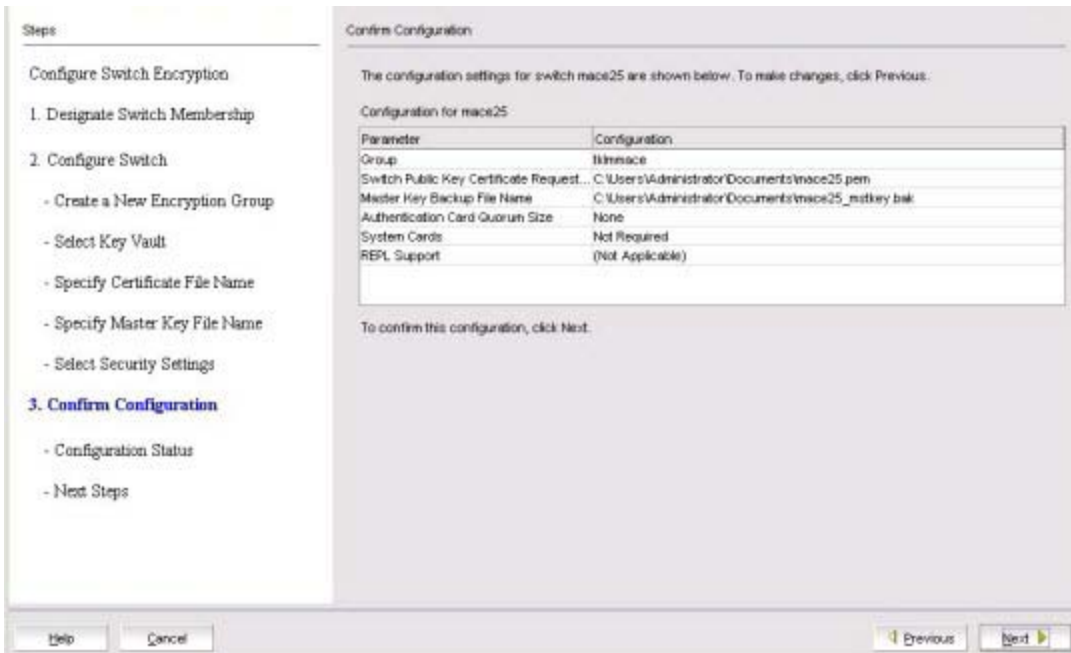 Steps
Configure Switch Encryption
1. Designate Switch Membership
2. Configure Switch
- Create a New Encryption Group
- Select Key Vault
- Specify Certificate File Name
- Specify Master Key File Name
- Select Security Settings
3. Confirm Configuration
- Configuration Status
- Next Steps
Confirm Configuration
The configuration settings for switch mace25 are shown below. To make changes, click Previous.
Configuration for mace25
Parameter Configuration
Group tklmmace
Switch Public Key Certificate Request... C:\Users\Administrator\Documents\mace25.pem
Master Key Backup File Name C:\Users\Administrator\Documents\mace25_mstkey.bak
Authentication Card Quorum Size None
System Cards Not Required
REPL Support (Not Applicable)
To confirm this configuration, click Next.
Help Cancel Previous Next